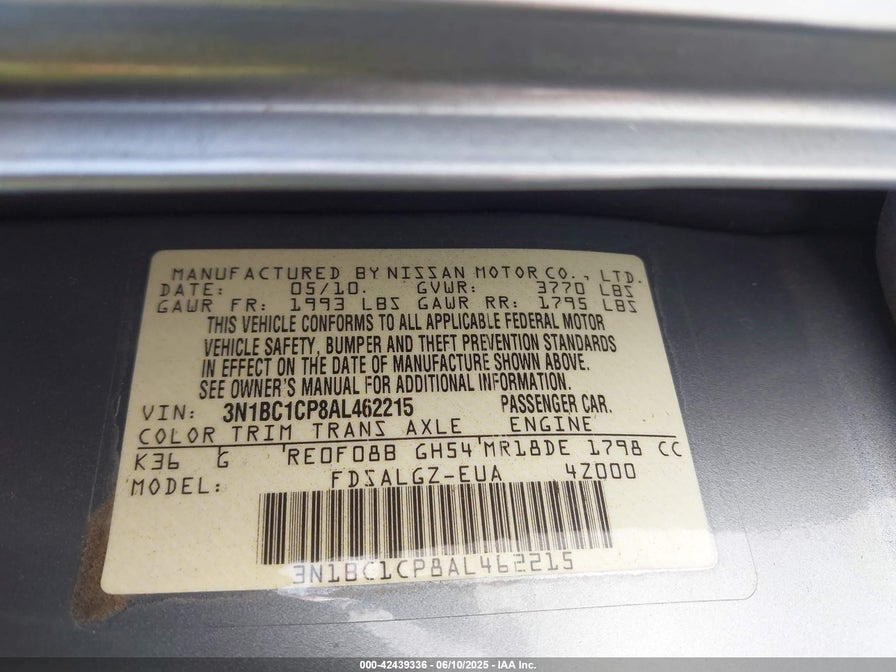 MANUFACTURED BY NISSAN MOTOR CO., LTD.
DATE: 05/10. GVWR: 3770 LBS
GAWR FR: 1993 LBS GAWR RR: 1795 LBS
THIS VEHICLE CONFORMS TO ALL APPLICABLE FEDERAL MOTOR
VEHICLE SAFETY, BUMPER AND THEFT PREVENTION STANDARDS
IN EFFECT ON THE DATE OF MANUFACTURE SHOWN ABOVE.
SEE OWNER'S MANUAL FOR ADDITIONAL INFORMATION.
VIN: 3N1BC1CP8AL462215 PASSENGER CAR.
COLOR TRIM TRANS AXLE ENGINE
K36 G RE0F08B GH54 MR18DE 1798 CC
MODEL: FDSALGZ-EUA 4Z000
3N1BC1CP8AL462215
000-42439336 - 06/10/2025 - IAA Inc.